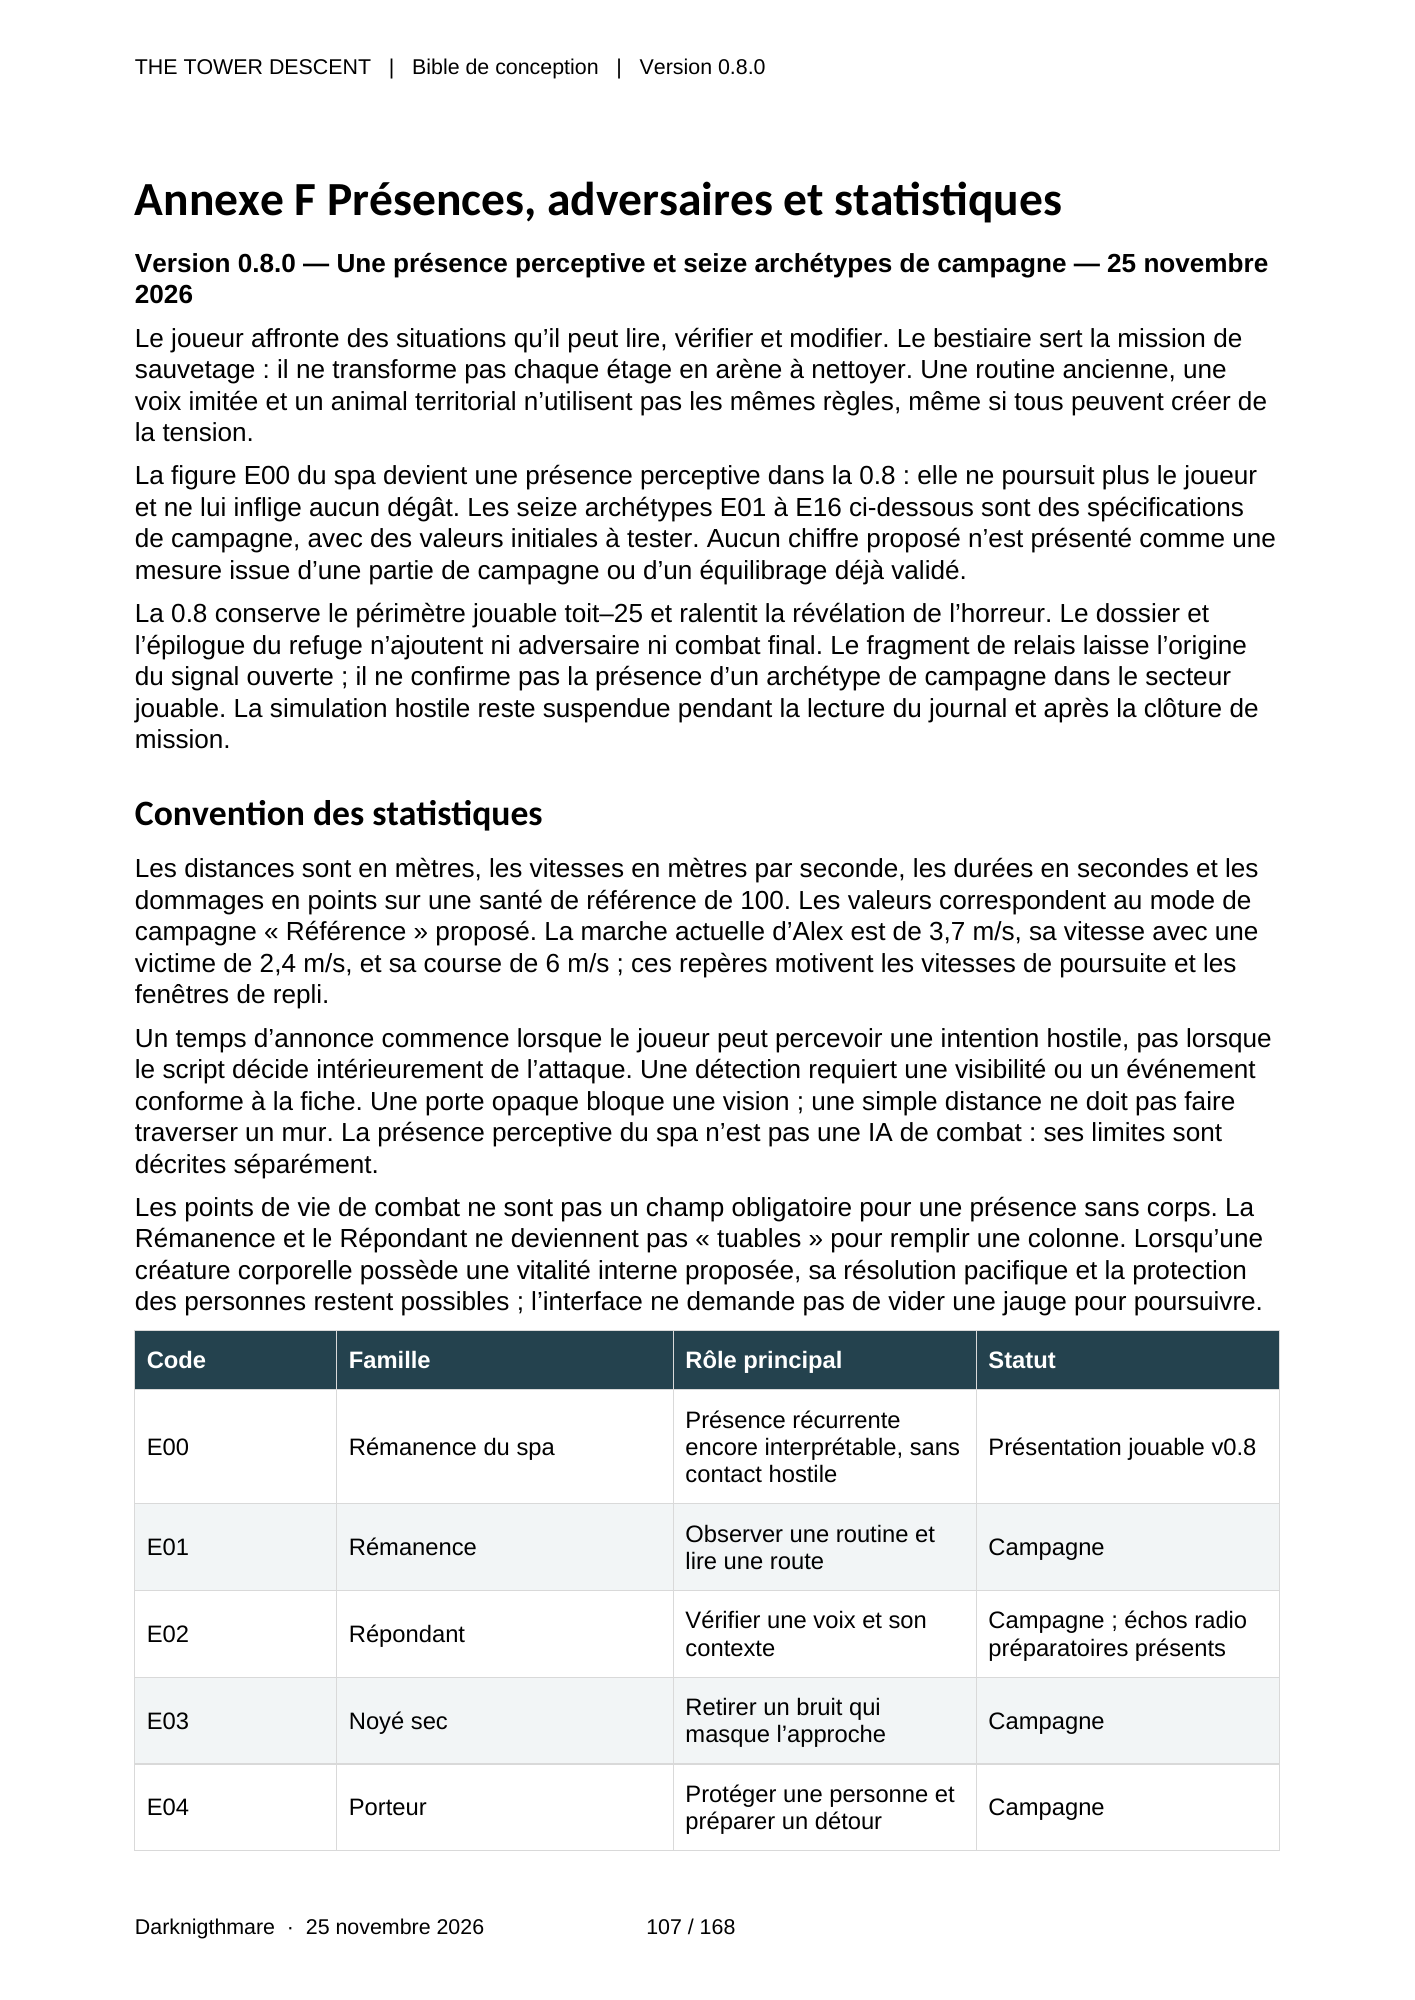 THE TOWER DESCENT | Bible de conception | Version 0.8.0
Annexe F Présences, adversaires et statistiques
Version 0.8.0 — Une présence perceptive et seize archétypes de campagne — 25 novembre
2026
Le joueur affronte des situations qu’il peut lire, vérifier et modifier. Le bestiaire sert la mission de
sauvetage : il ne transforme pas chaque étage en arène à nettoyer. Une routine ancienne, une
voix imitée et un animal territorial n’utilisent pas les mêmes règles, même si tous peuvent créer de
la tension.
La figure E00 du spa devient une présence perceptive dans la 0.8 : elle ne poursuit plus le joueur
et ne lui inflige aucun dégât. Les seize archétypes E01 à E16 ci-dessous sont des spécifications
de campagne, avec des valeurs initiales à tester. Aucun chiffre proposé n’est présenté comme une
mesure issue d’une partie de campagne ou d’un équilibrage déjà validé.
La 0.8 conserve le périmètre jouable toit–25 et ralentit la révélation de l’horreur. Le dossier et
l’épilogue du refuge n’ajoutent ni adversaire ni combat final. Le fragment de relais laisse l’origine
du signal ouverte ; il ne confirme pas la présence d’un archétype de campagne dans le secteur
jouable. La simulation hostile reste suspendue pendant la lecture du journal et après la clôture de
mission.
Convention des statistiques
Les distances sont en mètres, les vitesses en mètres par seconde, les durées en secondes et les
dommages en points sur une santé de référence de 100. Les valeurs correspondent au mode de
campagne « Référence » proposé. La marche actuelle d’Alex est de 3,7 m/s, sa vitesse avec une
victime de 2,4 m/s, et sa course de 6 m/s ; ces repères motivent les vitesses de poursuite et les
fenêtres de repli.
Un temps d’annonce commence lorsque le joueur peut percevoir une intention hostile, pas lorsque
le script décide intérieurement de l’attaque. Une détection requiert une visibilité ou un événement
conforme à la fiche. Une porte opaque bloque une vision ; une simple distance ne doit pas faire
traverser un mur. La présence perceptive du spa n’est pas une IA de combat : ses limites sont
décrites séparément.
Les points de vie de combat ne sont pas un champ obligatoire pour une présence sans corps. La
Rémanence et le Répondant ne deviennent pas « tuables » pour remplir une colonne. Lorsqu’une
créature corporelle possède une vitalité interne proposée, sa résolution pacifique et la protection
des personnes restent possibles ; l’interface ne demande pas de vider une jauge pour poursuivre.
Code Famille Rôle principal Statut
Présence récurrente
encore interprétable, sans
contact hostile
E00 Rémanence du spa Présentation jouable v0.8
E01 Rémanence Observer une routine et
lire une route
Campagne
E02 Répondant Vérifier une voix et son
contexte
Campagne ; échos radio
préparatoires présents
E03 Noyé sec Retirer un bruit qui
masque l’approche
Campagne
E04 Porteur Protéger une personne et
préparer un détour
Campagne
Darknigthmare · 25 novembre 2026 107 / 168